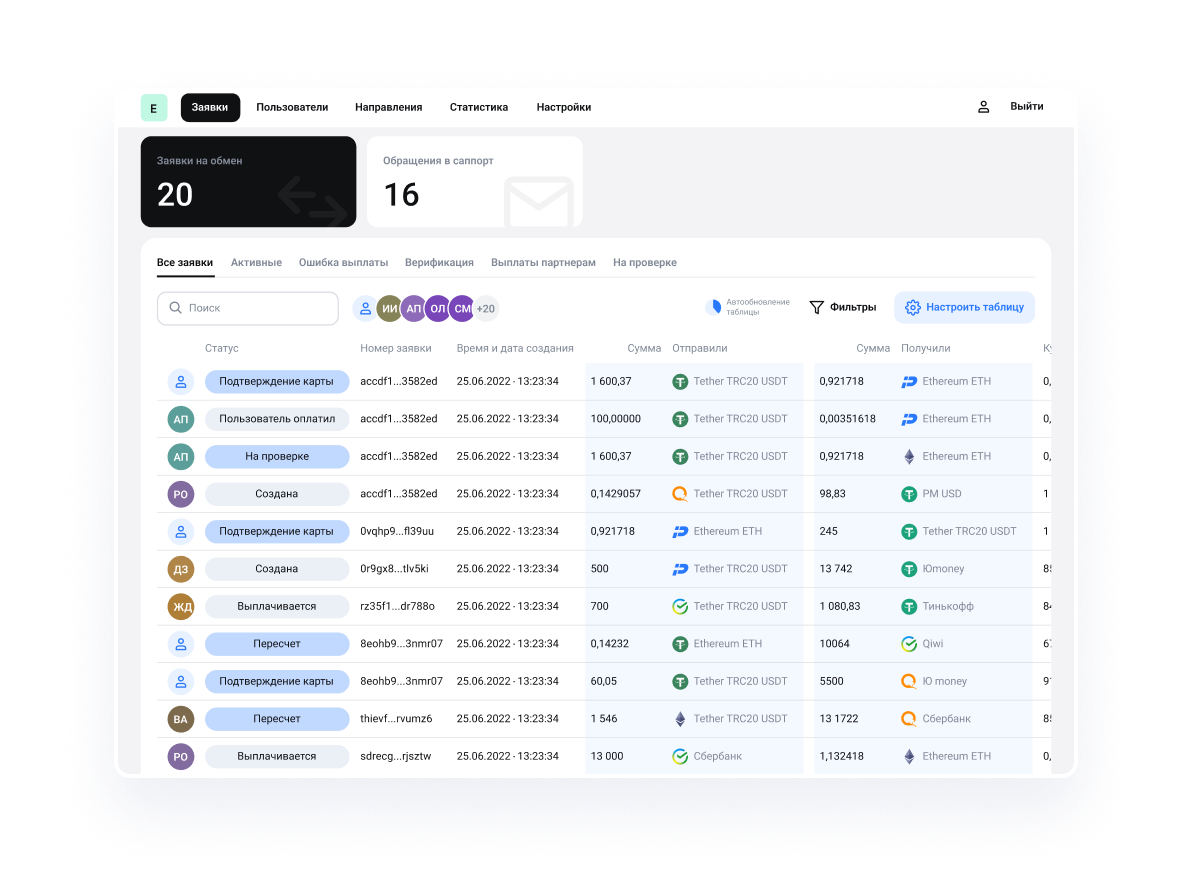 E Заявки Пользователи Направления Статистика Настройки Выйти
Заявки на обмен
20
Обращения в саппорт
16
Все заявки Активные Ошибка выплаты Верификация Выплаты партнерам На проверке
Поиск ИИ АП ОЛ СМ +20 Автообновление таблицы Фильтры Настроить таблицу
Статус Номер заявки Время и дата создания Сумма Отправили Сумма Получили
Подтверждение карты accdf1...3582ed 25.06.2022 · 13:23:34 1 600,37 Tether TRC20 USDT 0,921718 Ethereum ETH 0,
АП Пользователь оплатил accdf1...3582ed 25.06.2022 · 13:23:34 100,00000 Tether TRC20 USDT 0,00351618 Ethereum ETH 0,
АП На проверке accdf1...3582ed 25.06.2022 · 13:23:34 1 600,37 Tether TRC20 USDT 0,921718 Ethereum ETH 0,
РО Создана accdf1...3582ed 25.06.2022 · 13:23:34 0,1429057 Tether TRC20 USDT 98,83 PM USD 1
Подтверждение карты 0vqhp9...fl39uu 25.06.2022 · 13:23:34 0,921718 Ethereum ETH 245 Tether TRC20 USDT 1
ДЗ Создана 0r9gx8...tlv5ki 25.06.2022 · 13:23:34 500 Tether TRC20 USDT 13 742 Юmoney
ЖД Выплачивается rz35f1...dr788o 25.06.2022 · 13:23:34 700 Tether TRC20 USDT 1 080,83 Тинькофф
Пересчет 8eohb9...3nmr07 25.06.2022 · 13:23:34 0,14232 Ethereum ETH 10064 Qiwi
Подтверждение карты 8eohb9...3nmr07 25.06.2022 · 13:23:34 60,05 Tether TRC20 USDT 5500 Ю money
ВА Пересчет thievf...rvumz6 25.06.2022 · 13:23:34 1 546 Tether TRC20 USDT 13 1722 Сбербанк
РО Выплачивается sdrecg...rjsztw 25.06.2022 · 13:23:34 13 000 Сбербанк 1,132418 Ethereum ETH 0,